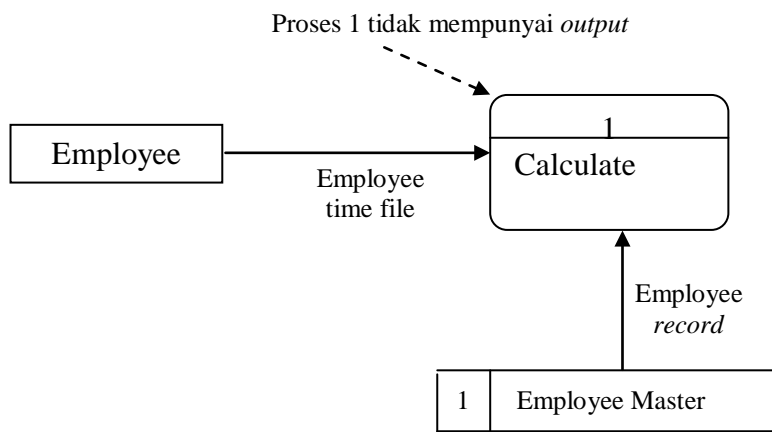 Proses 1 tidak mempunyai output
1
Employee
Calculate
Employee
time file
Employee
record
1 Employee Master